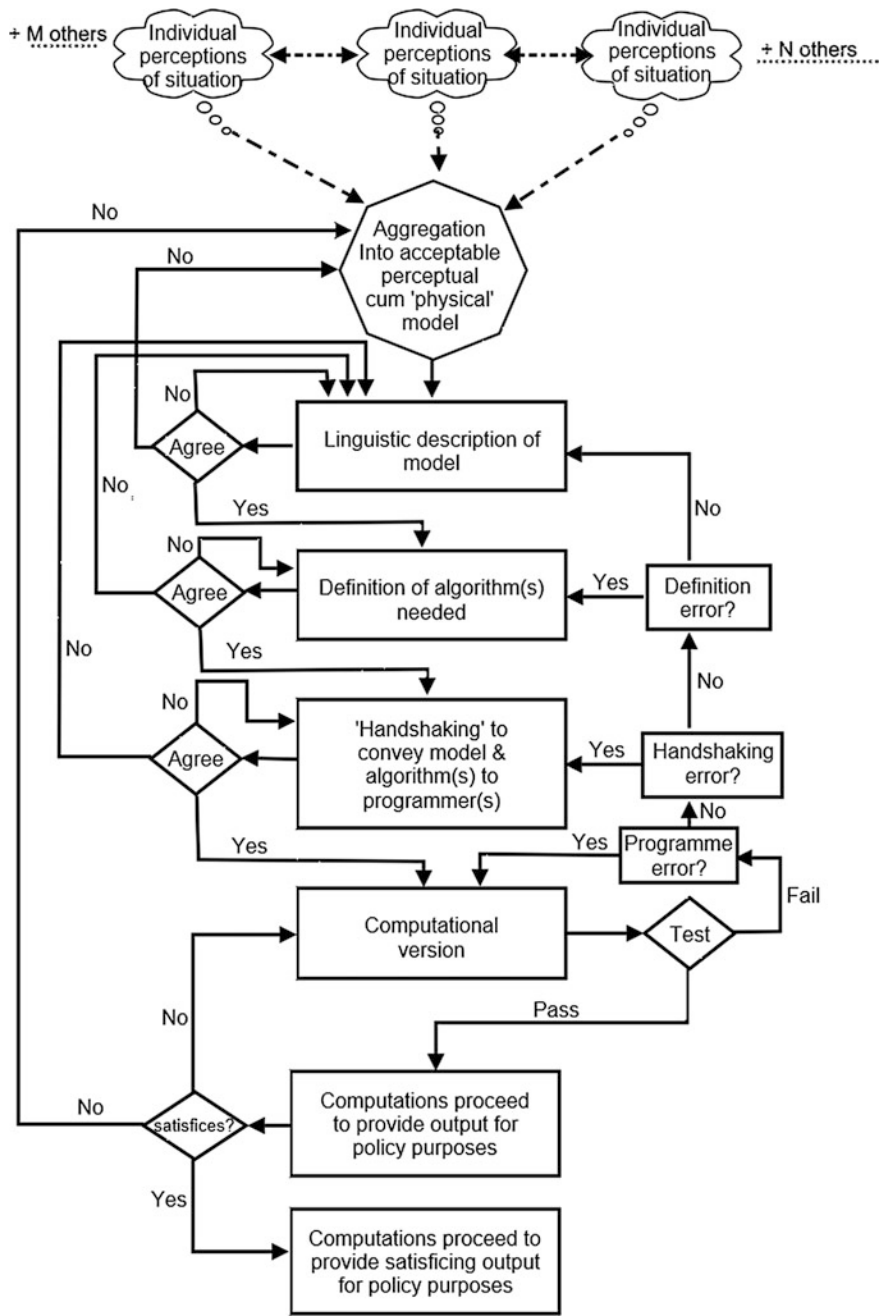 ÷ M others
Individual
perceptions
of situation
Individual
perceptions
of situation
Individual
perceptions
of situation
÷ N others
No
No
Aggregation
Into acceptable
perceptual
cum 'physical'
model
No
Agree
Linguistic description of
model
No
Yes
No
No
Agree
Definition of algorithm(s)
needed
Yes
Definition
error?
Yes
No
No
No
Agree
'Handshaking' to
convey model &
algorithm(s) to
programmer(s)
Yes
Handshaking
error?
No
Yes
Yes
Programme
error?
Fail
Computational
version
Test
No
Pass
No
satisfices?
Computations proceed
to provide output for
policy purposes
Yes
Computations proceed to
provide satisficing output
for policy purposes